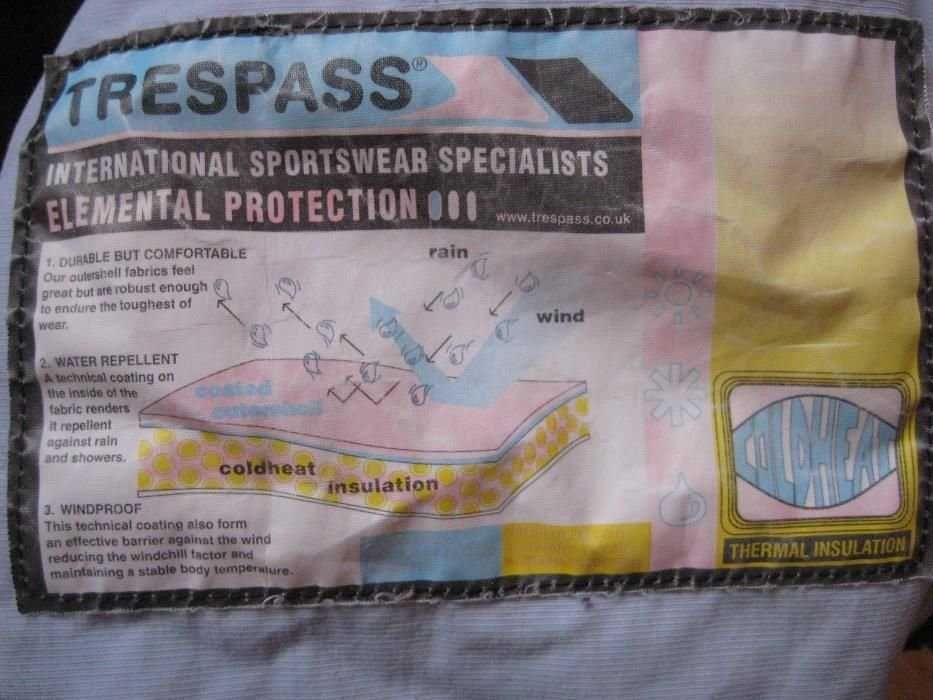 TRESPASS®
INTERNATIONAL SPORTSWEAR SPECIALISTS
ELEMENTAL PROTECTION
www.trespass.co.uk
1. DURABLE BUT COMFORTABLE
Our outershell fabrics feel
great but are robust enough
to endure the toughest of
wear.
2. WATER REPELLENT
A technical coating on
the inside of the
fabric renders
it repellent
against rain
and showers.
3. WINDPROOF
This technical coating also form
an effective barrier against the wind
reducing the windchill factor and
maintaining a stable body temperature.
rain
wind
coated
outershell
coldheat
insulation
COLDHEAT
THERMAL INSULATION